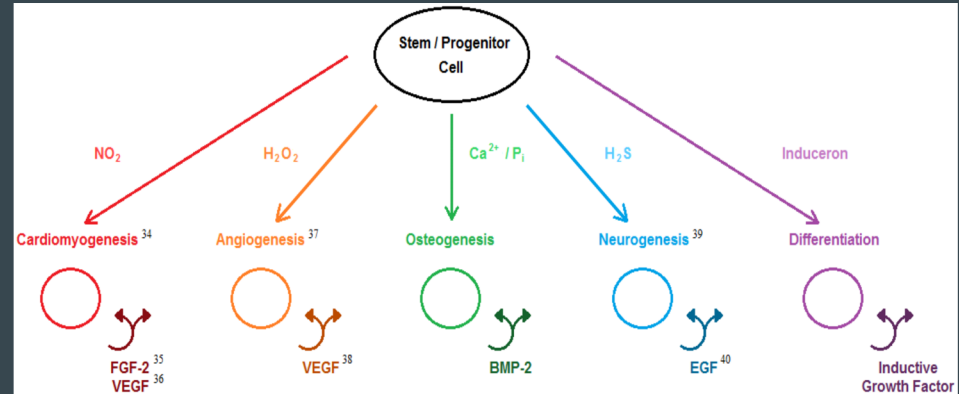 Stem / Progenitor
Cell
NO₂
H₂O₂
Ca²⁺ / Pᵢ
H₂S
Induceron
Cardiomyogenesis ³⁴
Angiogenesis ³⁷
Osteogenesis
Neurogenesis ³⁹
Differentiation
FGF-2 ³⁵
VEGF ³⁶
VEGF ³⁸
BMP-2
EGF ⁴⁰
Inductive
Growth Factor